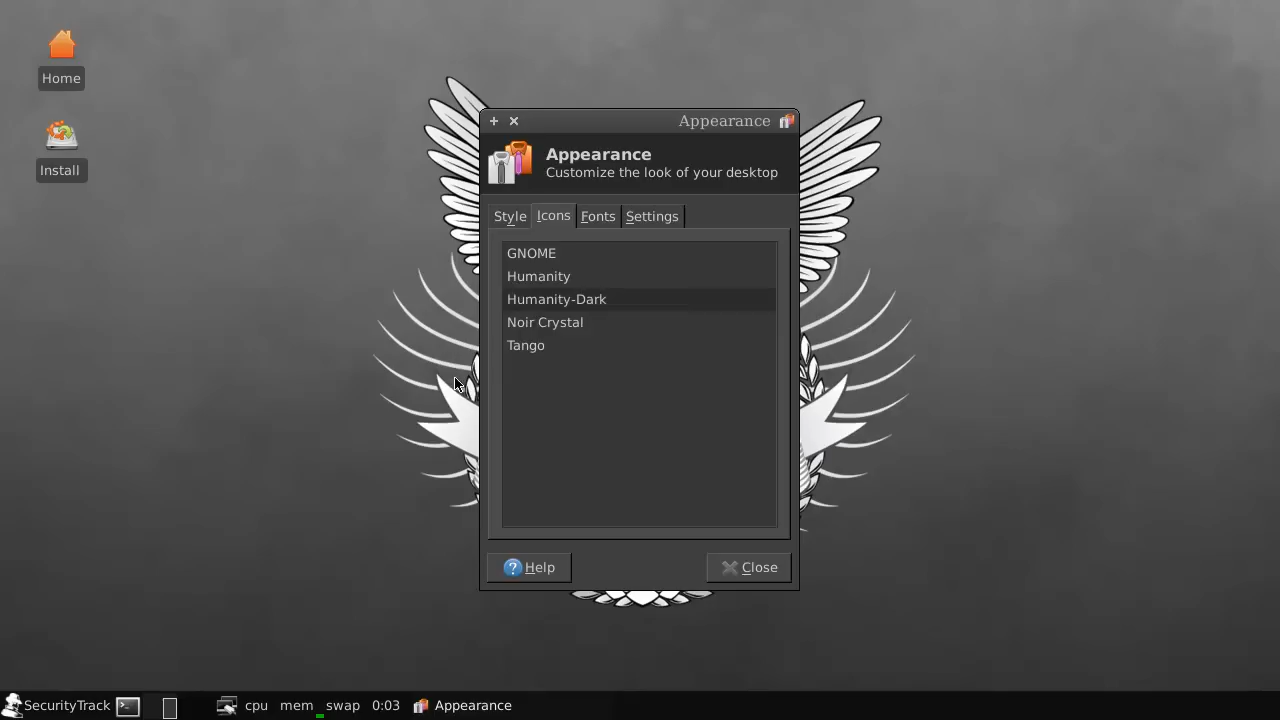 Home
Install
+ × Appearance
Appearance
Customize the look of your desktop
Style Icons Fonts Settings
GNOME
Humanity
Humanity-Dark
Noir Crystal
Tango
Help Close
SecurityTrack cpu mem swap 0:03 Appearance